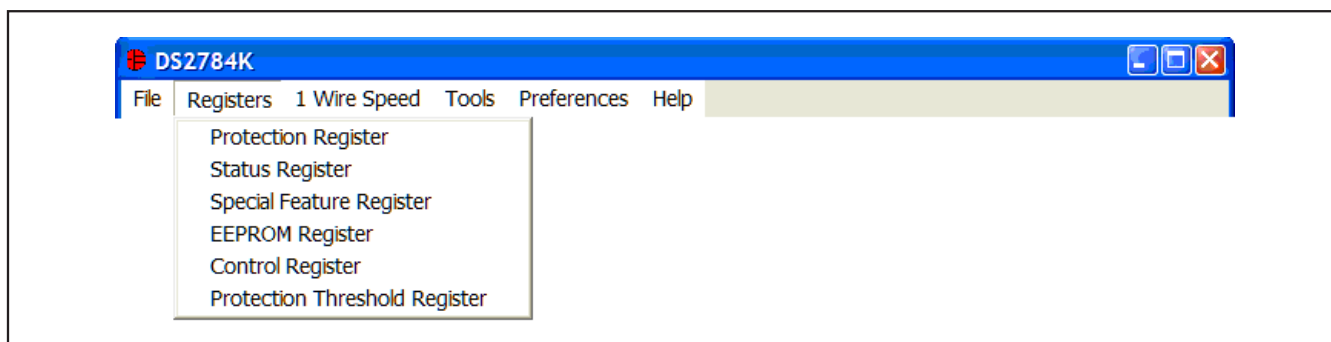 DS2784K
File Registers 1 Wire Speed Tools Preferences Help
Protection Register
Status Register
Special Feature Register
EEPROM Register
Control Register
Protection Threshold Register